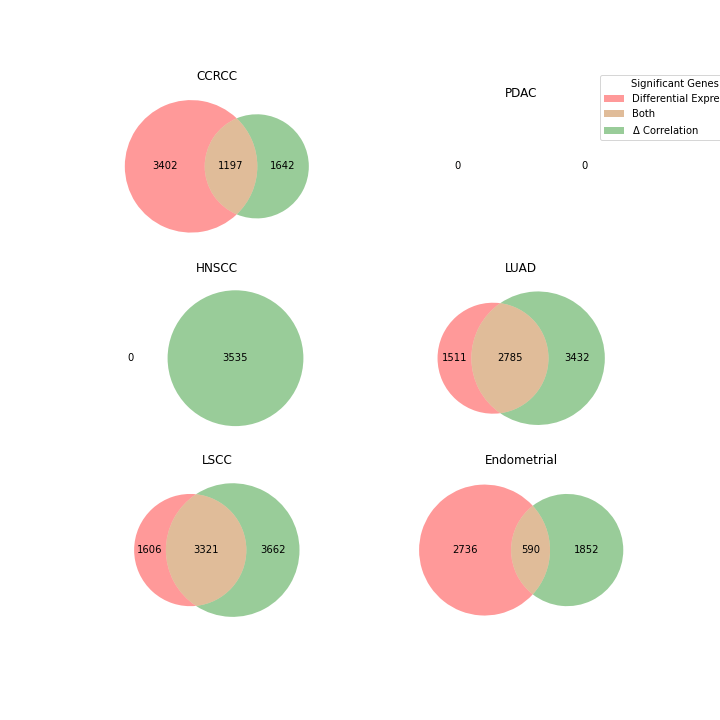 CCRCC
3402 1197 1642
PDAC
0 0
Significant Genes
Differential Expre
Both
Δ Correlation
HNSCC
0 3535
LUAD
1511 2785 3432
LSCC
1606 3321 3662
Endometrial
2736 590 1852